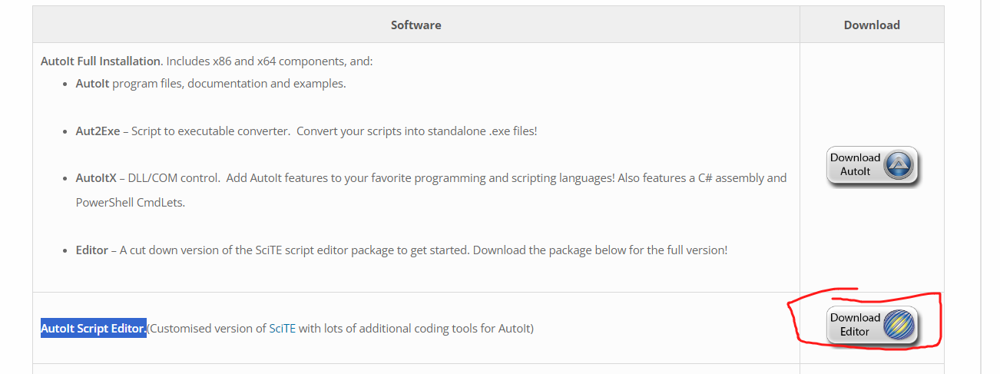 Software
Download
AutoIt Full Installation. Includes x86 and x64 components, and:
• AutoIt program files, documentation and examples.
• Aut2Exe – Script to executable converter.  Convert your scripts into standalone .exe files!
• AutoItX – DLL/COM control.  Add AutoIt features to your favorite programming and scripting languages! Also features a C# assembly and
PowerShell CmdLets.
• Editor – A cut down version of the SciTE script editor package to get started. Download the package below for the full version!
Download
AutoIt
AutoIt Script Editor.(Customised version of SciTE with lots of additional coding tools for AutoIt)
Download
Editor